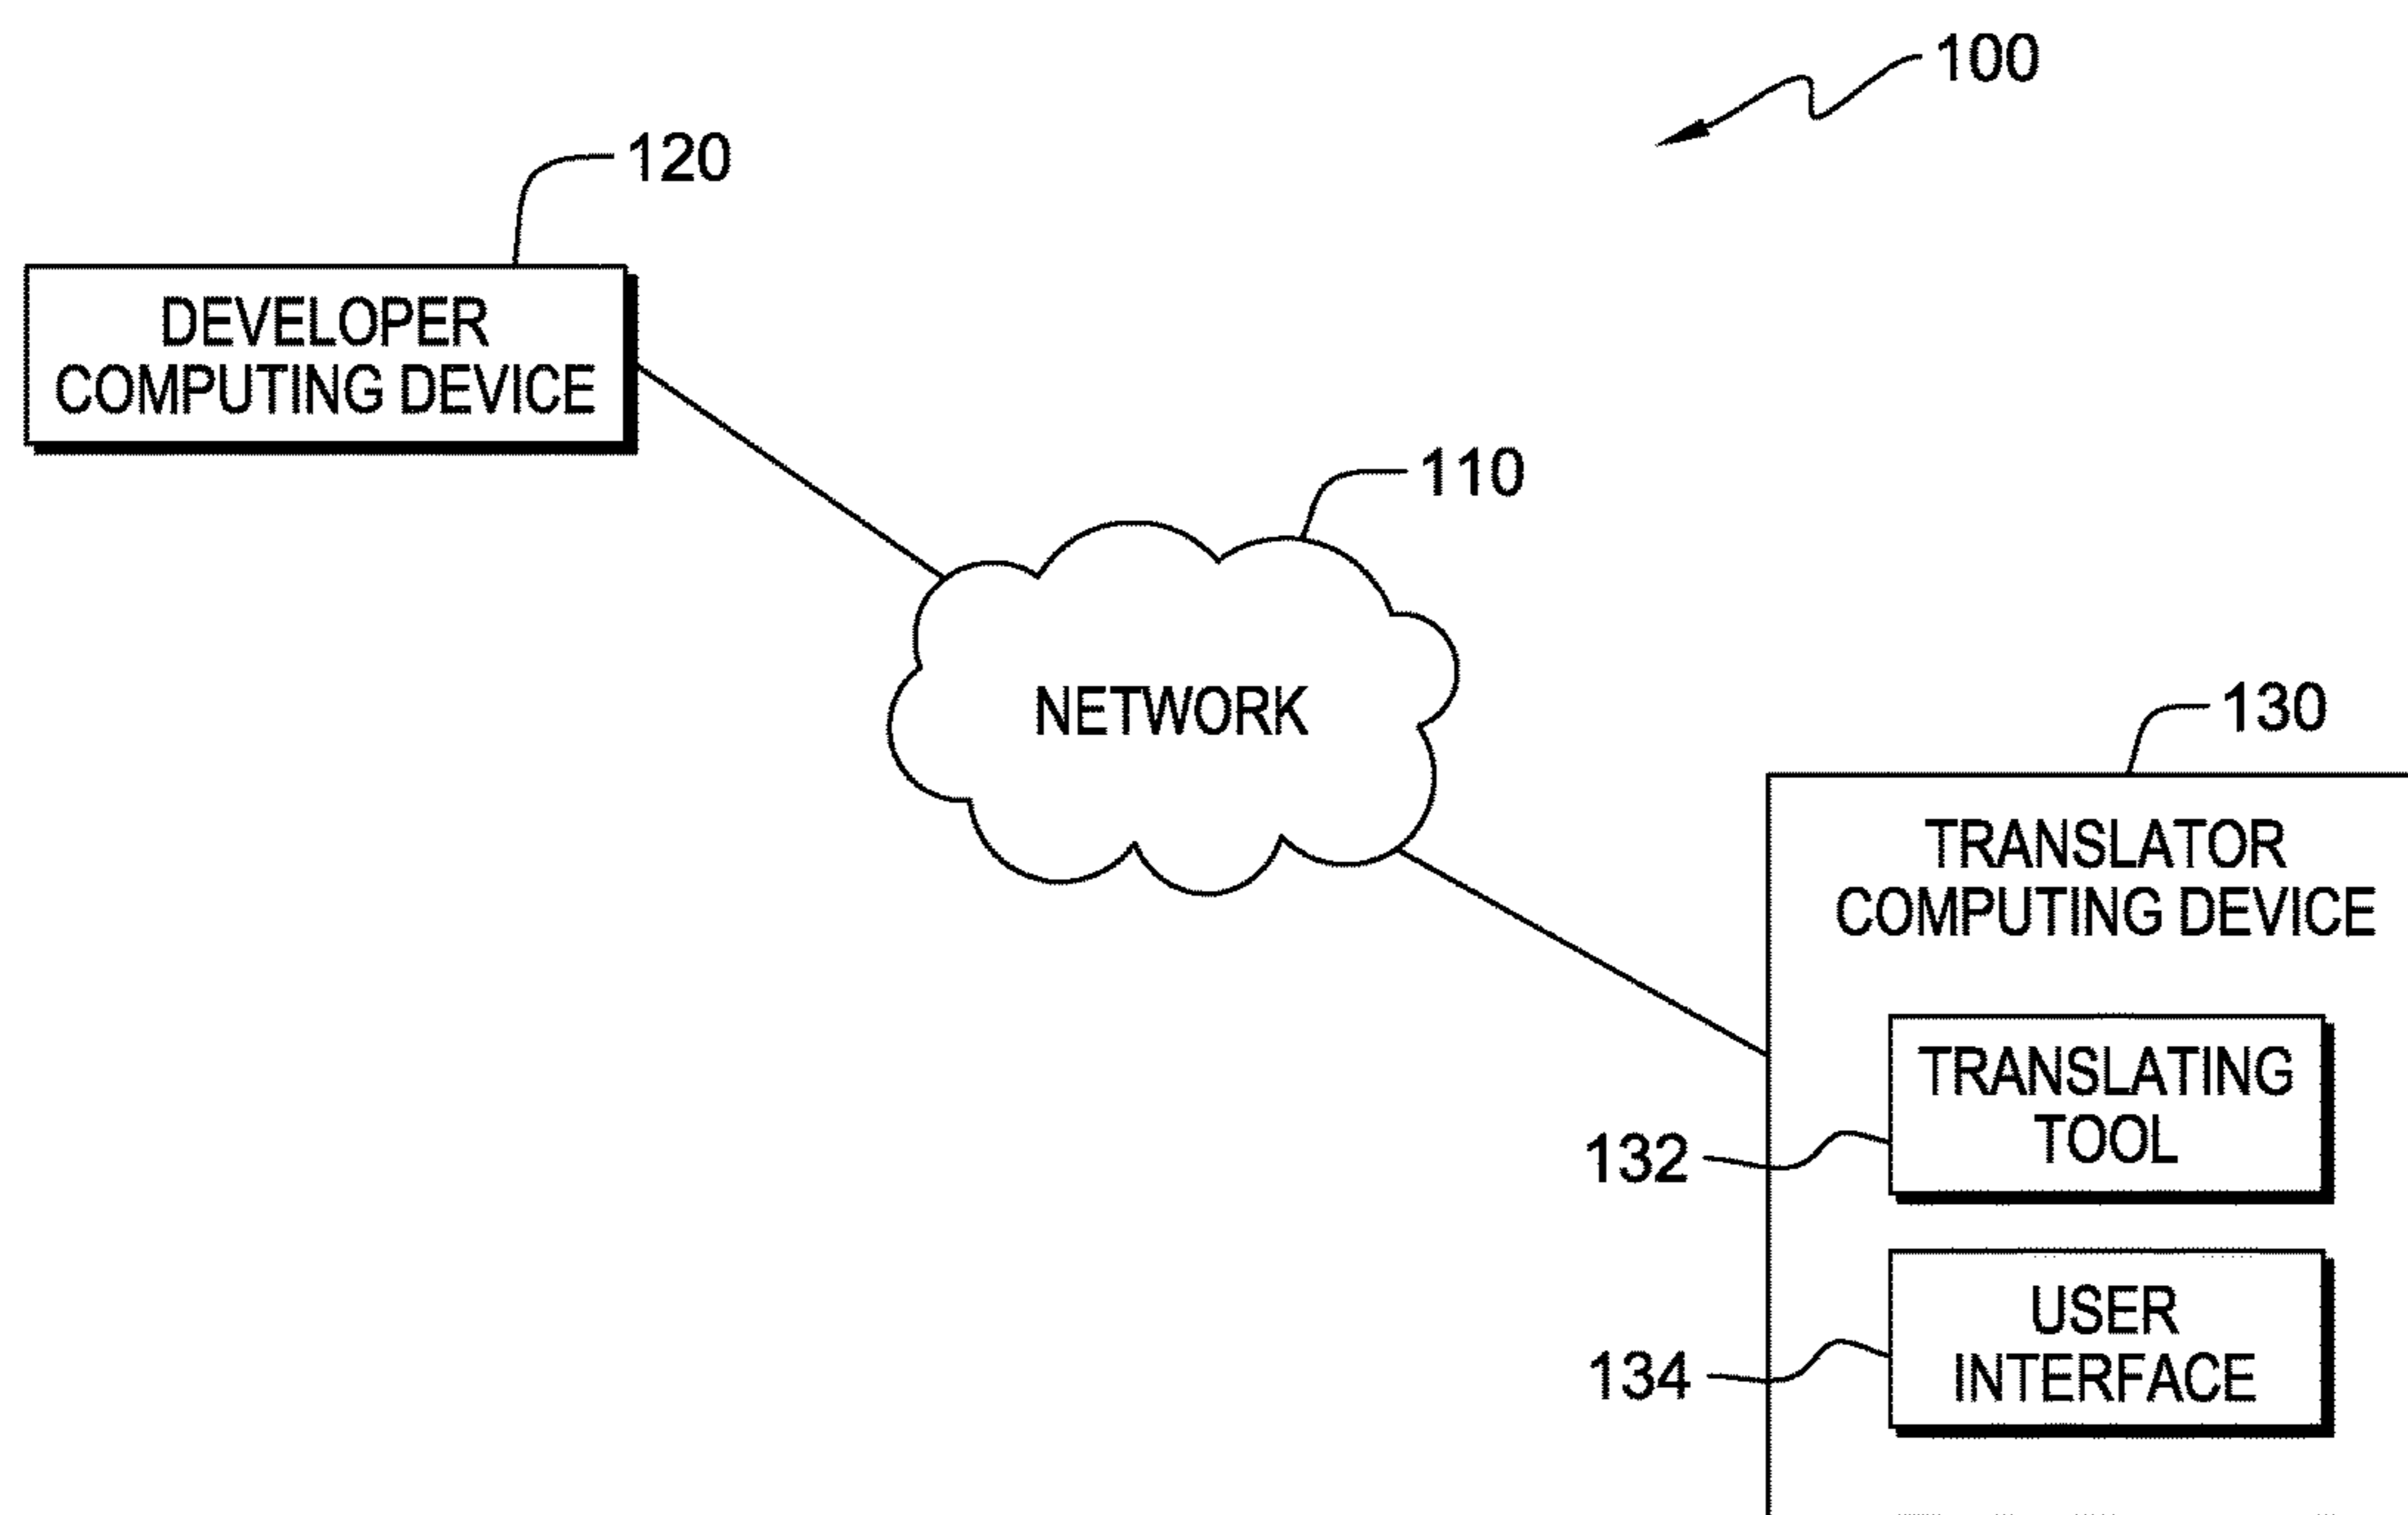 100
120
DEVELOPER
COMPUTING DEVICE
110
NETWORK
130
TRANSLATOR
COMPUTING DEVICE
TRANSLATING
TOOL
132
USER
INTERFACE
134